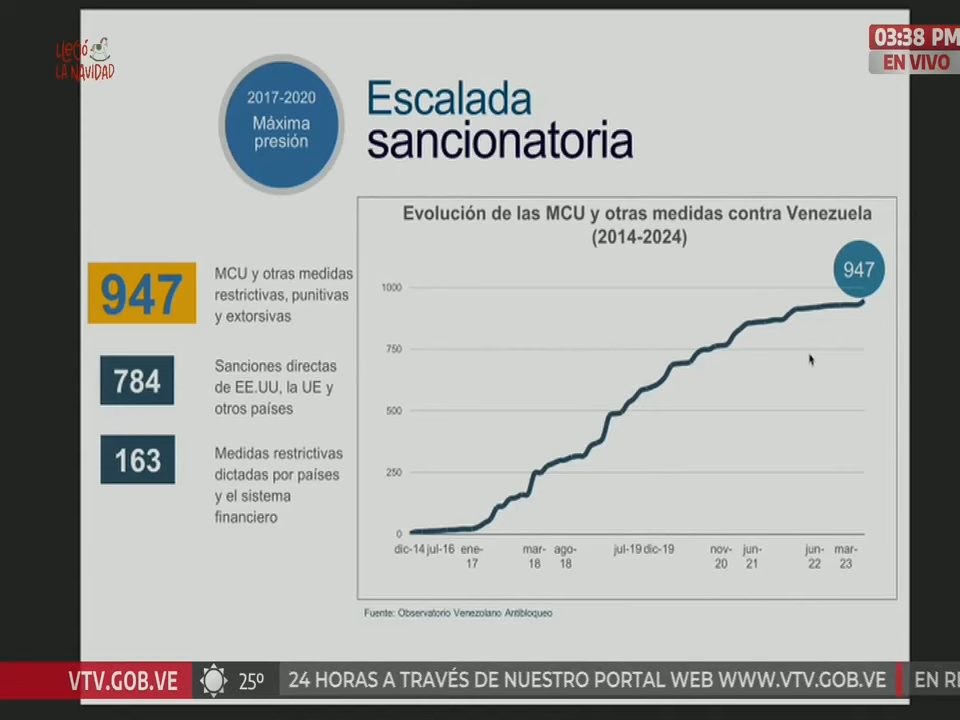 LLEGÓ
LA NAVIDAD
03:38 PM
EN VIVO
2017-2020
Máxima
presión
Escalada
sancionatoria
947
MCU y otras medidas
restrictivas, punitivas
y extorsivas
784
Sanciones directas
de EE.UU, la UE y
otros países
163
Medidas restrictivas
dictadas por países
y el sistema
financiero
Evolución de las MCU y otras medidas contra Venezuela
(2014-2024)
947
1000
750
500
250
0
dic-14 jul-16 ene-17 mar-18 ago-18 jul-19 dic-19 nov-20 jun-21 jun-22 mar-23
Fuente: Observatorio Venezolano Antibloqueo
VTV.GOB.VE 25º 24 HORAS A TRAVÉS DE NUESTRO PORTAL WEB WWW.VTV.GOB.VE EN RE